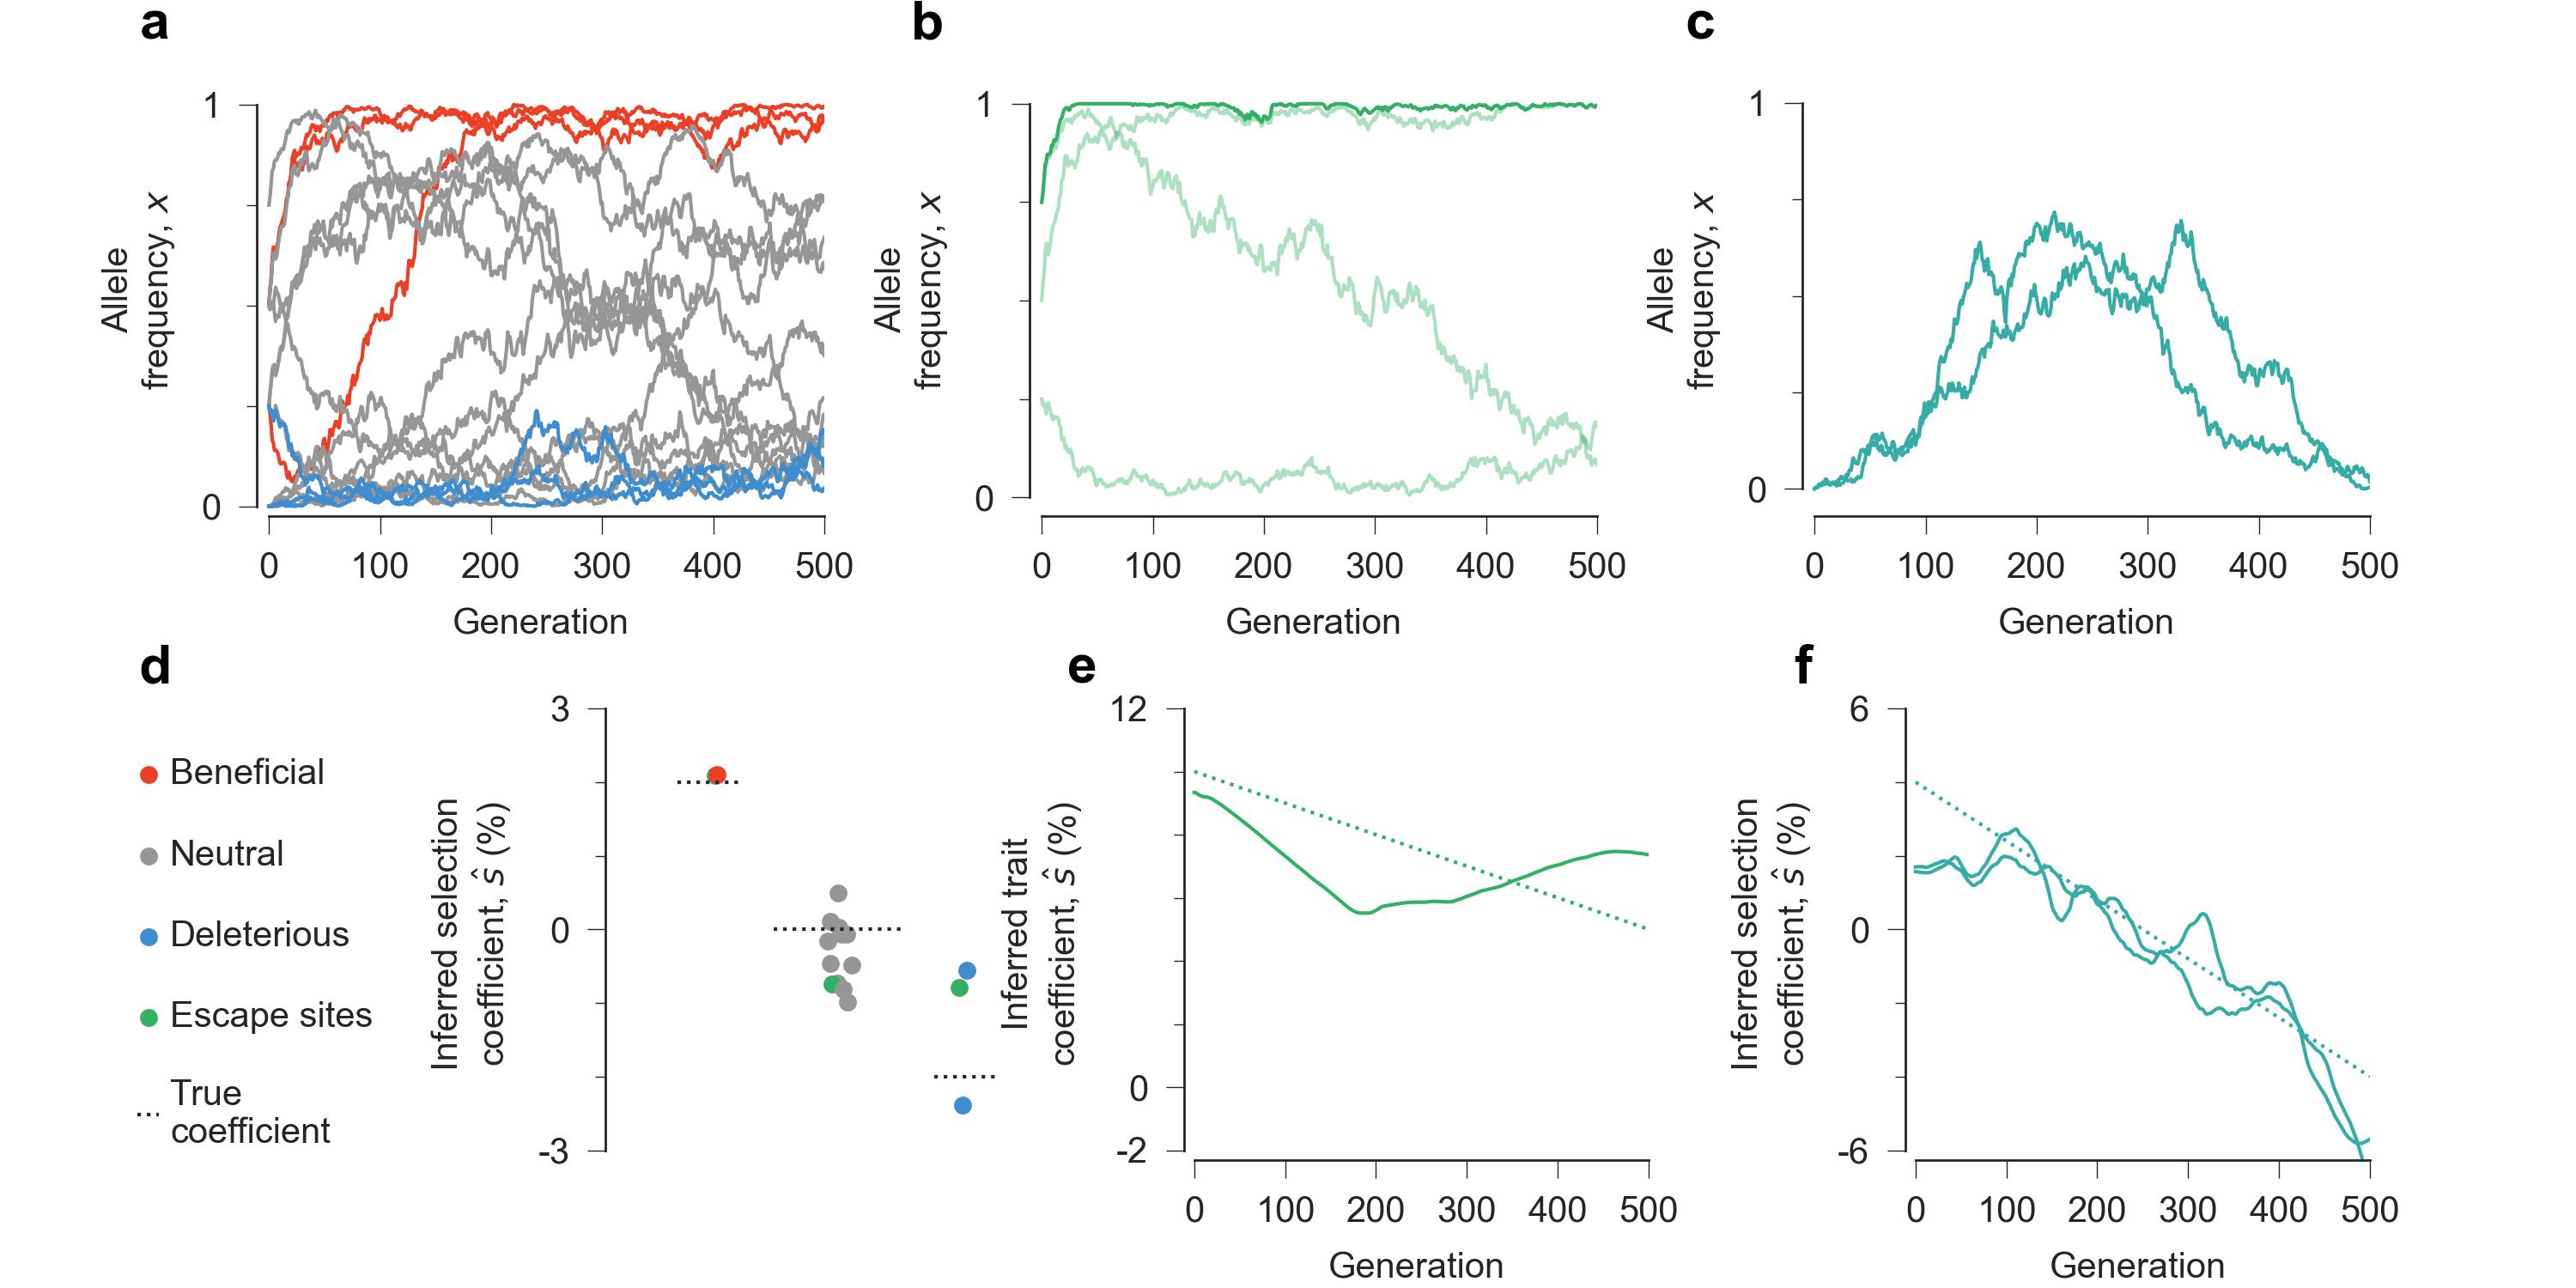 a
b
c
1
0
Allele
frequency, x
0 100 200 300 400 500
Generation
1
0
Allele
frequency, x
0 100 200 300 400 500
Generation
1
0
Allele
frequency, x
0 100 200 300 400 500
Generation
d
Beneficial
Neutral
Deleterious
Escape sites
... True
coefficient
3
0
-3
Inferred selection
coefficient, ŝ (%)
e
12
0
-2
Inferred trait
coefficient, ŝ (%)
0 100 200 300 400 500
Generation
f
6
0
-6
Inferred selection
coefficient, ŝ (%)
0 100 200 300 400 500
Generation